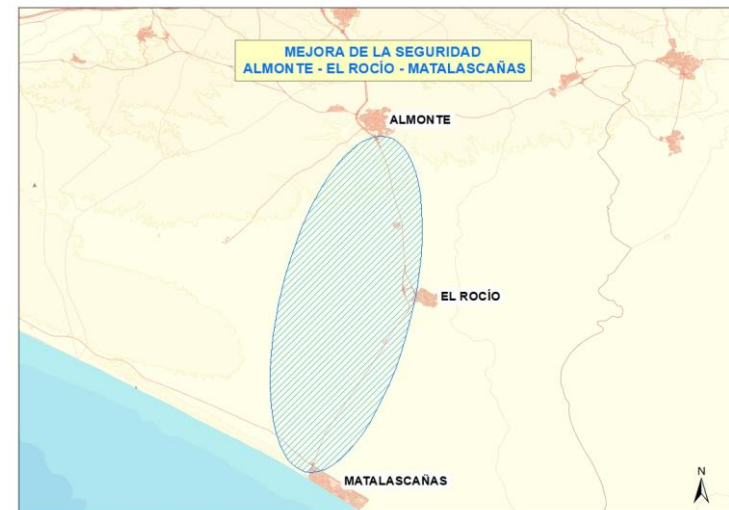 MEJORA DE LA SEGURIDAD
ALMONTE - EL ROCÍO - MATALASCAÑAS
ALMONTE
EL ROCÍO
MATALASCAÑAS
N